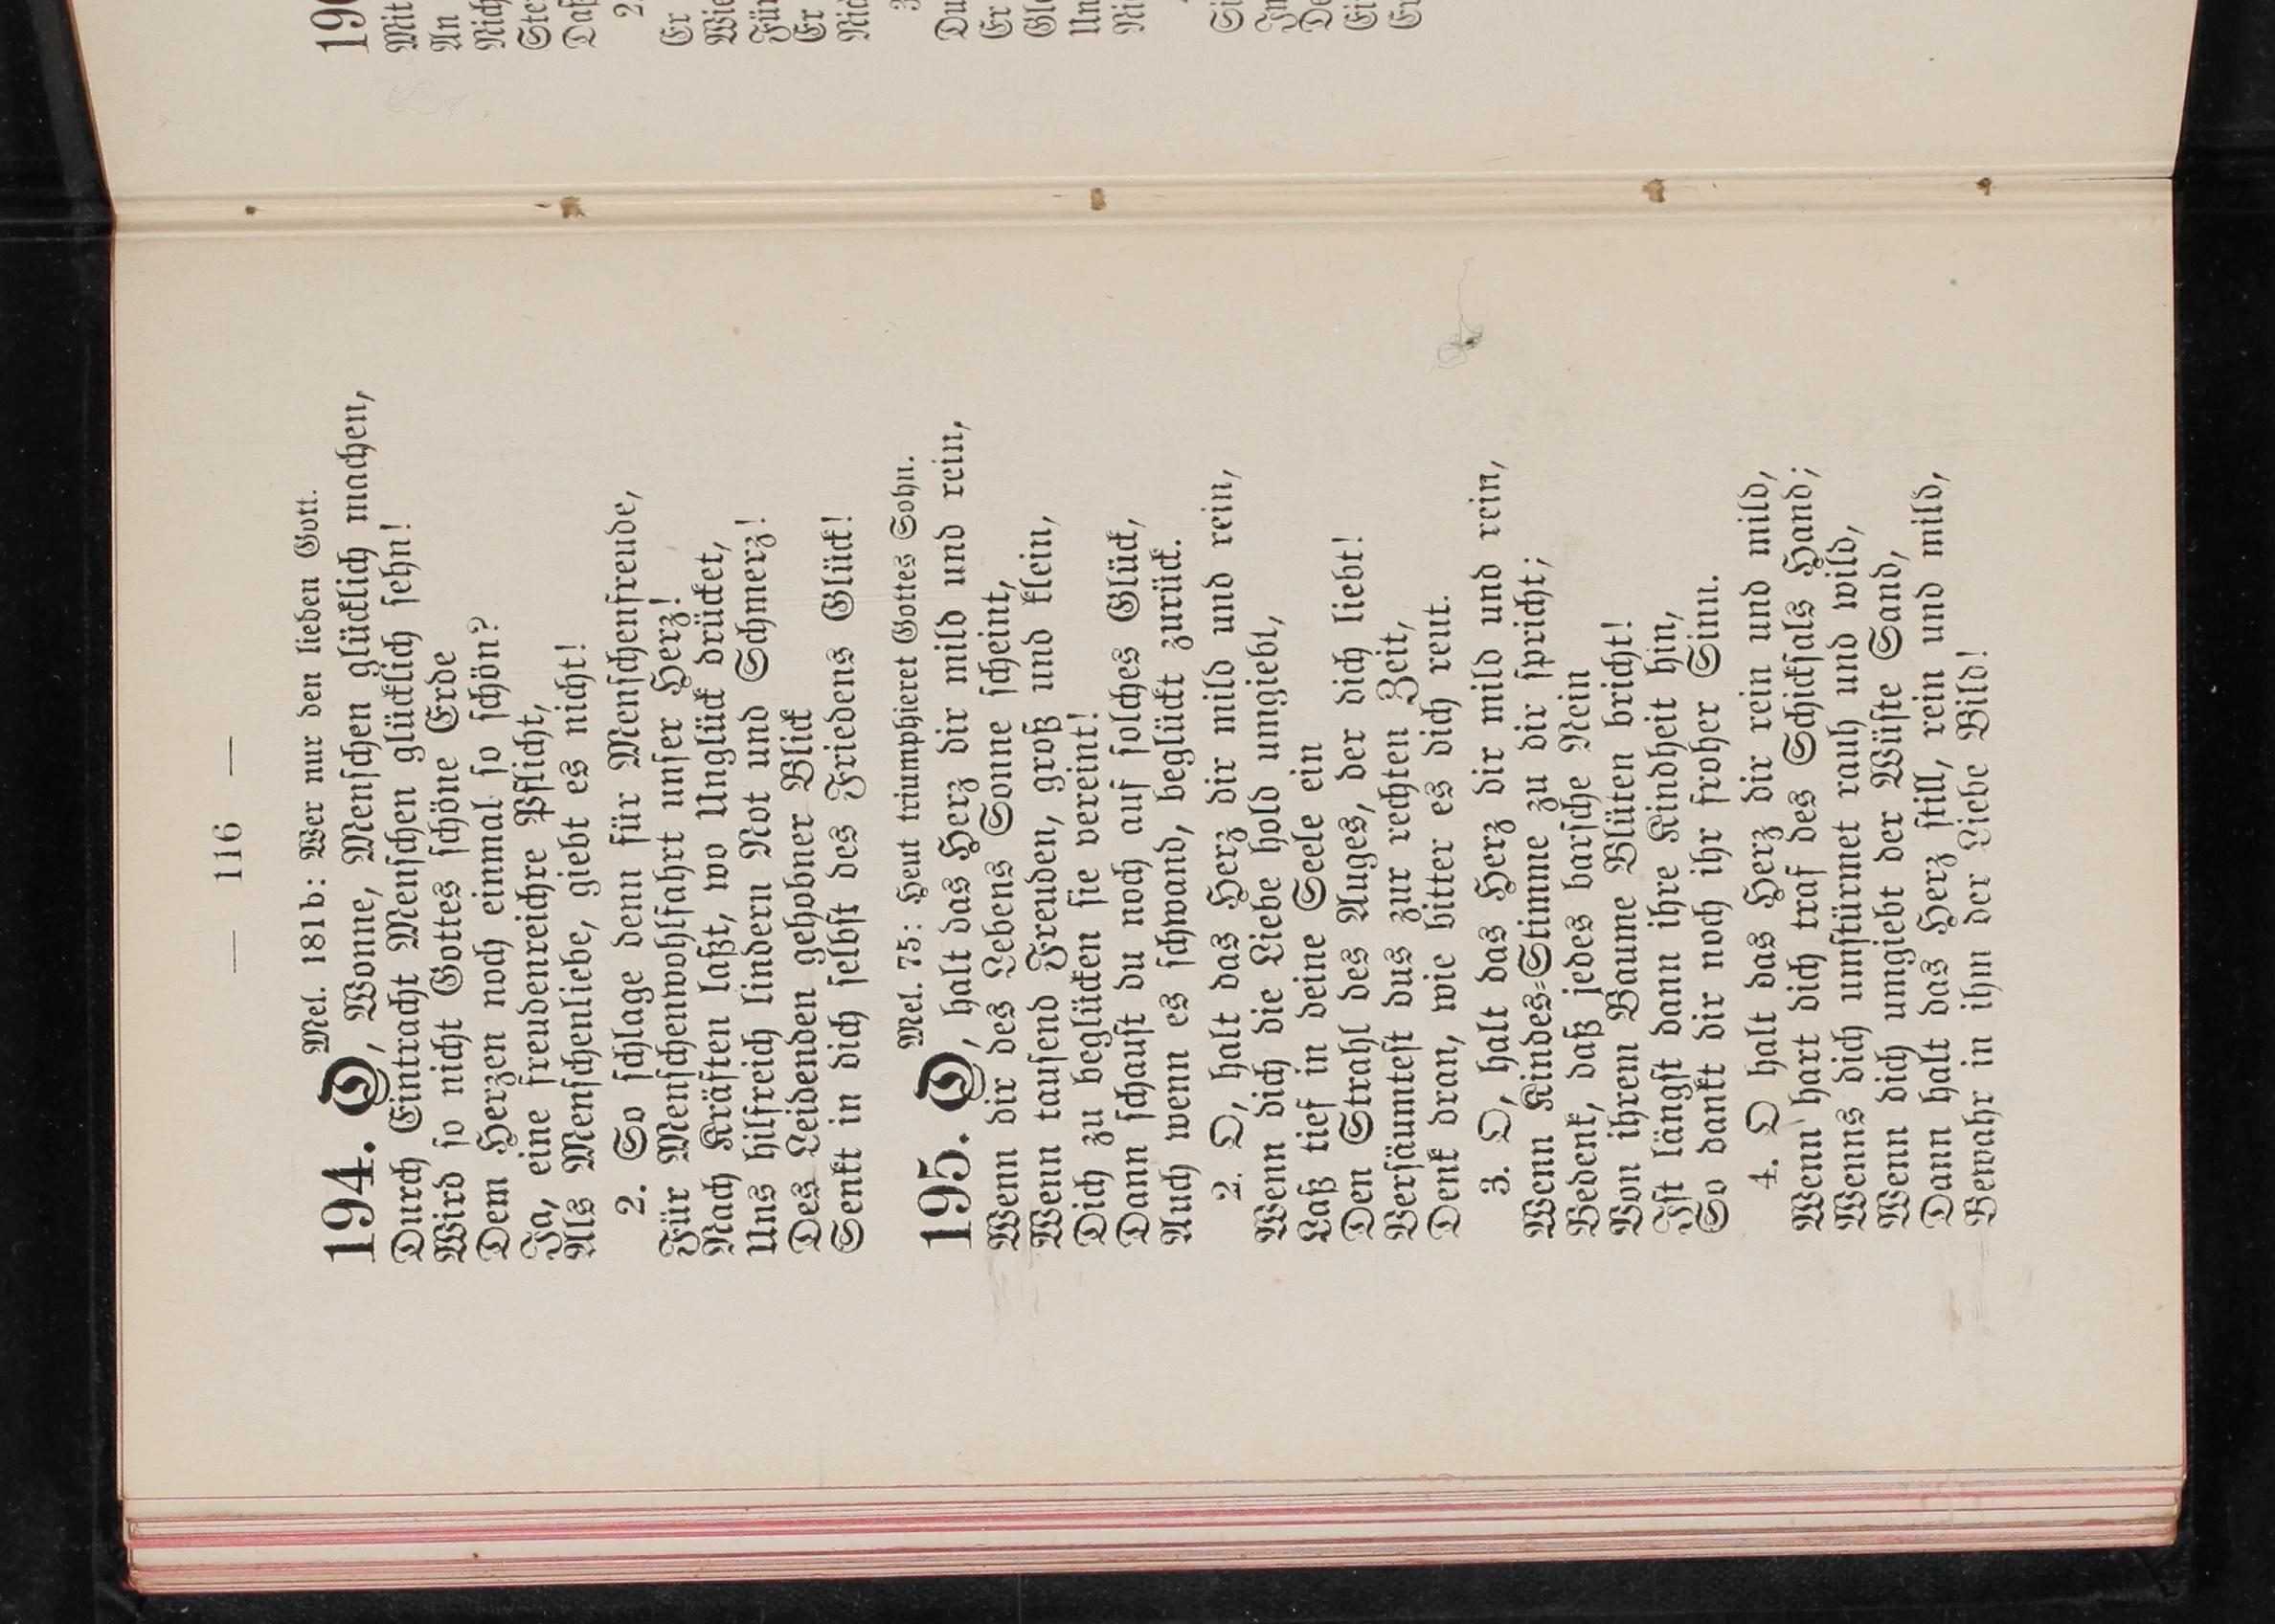 — 116 —
Mel. 181b: Wer nur den lieben Gott.
194. O, Wonne, Menschen glücklich machen,
Durch Eintracht Menschen glücklich sehn!
Wird so nicht Gottes schöne Erde
Dem Herzen noch einmal so schön?
Ja, eine freudenreichre Pflicht,
Als Menschenliebe, giebt es nicht!
2. So schlage denn für Menschenfreude,
Für Menschenwohlfahrt unser Herz!
Nach Kräften laßt, wo Unglück drücket,
Uns hilfreich lindern Not und Schmerz!
Des Leidenden gehobner Blick
Senkt in dich selbst des Friedens Glück!
Mel. 75: Heut triumphieret Gottes Sohn.
195. O, halt das Herz dir mild und rein,
Wenn dir des Lebens Sonne scheint,
Wenn tausend Freuden, groß und klein,
Dich zu beglücken sie vereint!
Dann schaust du noch auf solches Glück,
Auch wenn es schwand, beglückt zurück.
2. O, halt das Herz dir mild und rein,
Wenn dich die Liebe hold umgiebt,
Laß tief in deine Seele ein
Den Strahl des Auges, der dich liebt!
Versäumtest dus zur rechten Zeit,
Denk dran, wie bitter es dich reut.
3. O, halt das Herz dir mild und rein,
Wenn Kindes-Stimme zu dir spricht;
Bedenk, daß jedes barsche Nein
Von ihrem Baume Blüten bricht!
Ist längst dann ihre Kindheit hin,
So dankt dir noch ihr froher Sinn.
4. O halt das Herz dir rein und mild,
Wenn hart dich traf des Schicksals Hand;
Wenns dich umstürmet rauh und wild,
Wenn dich umgiebt der Wüste Sand,
Dann halt das Herz still, rein und mild,
Bewahr in ihm der Liebe Bild!
Mit
An
Er
Er
Er